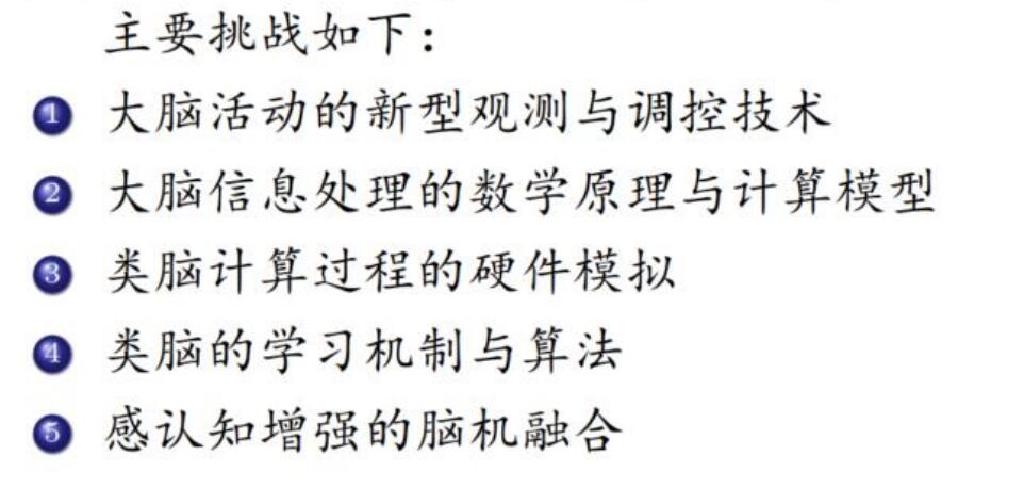 主要挑战如下：
1 大脑活动的新型观测与调控技术
2 大脑信息处理的数学原理与计算模型
3 类脑计算过程的硬件模拟
4 类脑的学习机制与算法
5 感认知增强的脑机融合